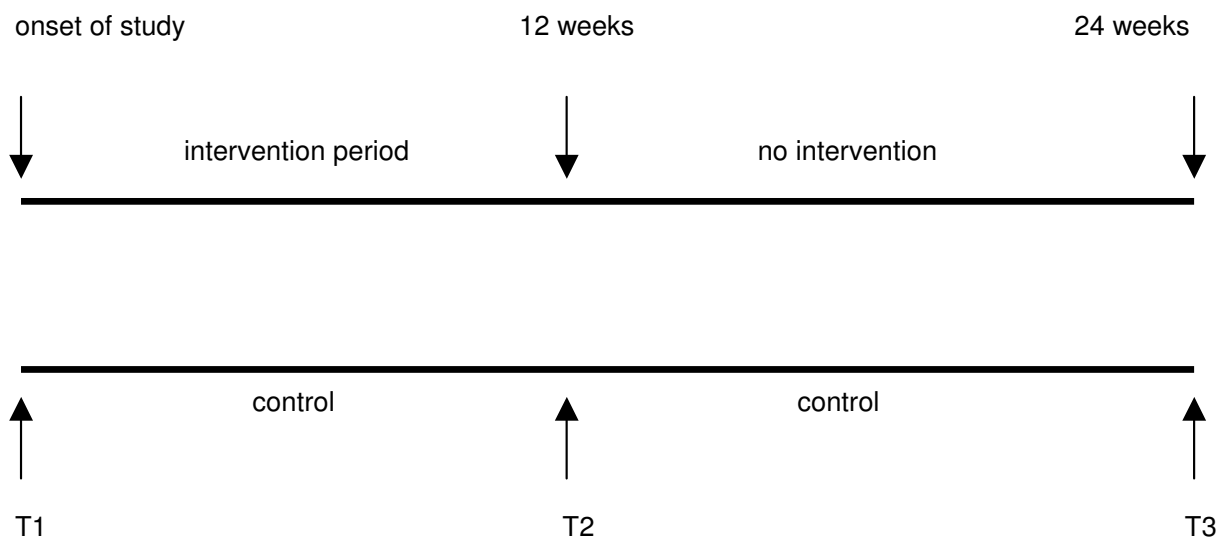 onset of study 12 weeks 24 weeks
intervention period no intervention
control control
T1 T2 T3